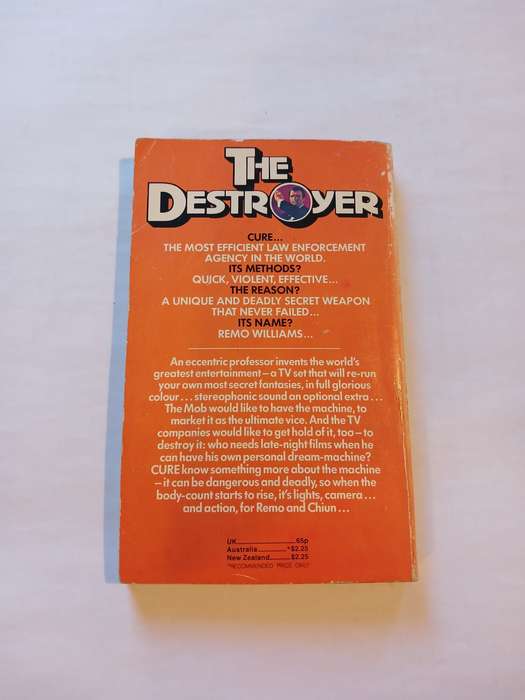 THE
DESTROYER
CURE...
THE MOST EFFICIENT LAW ENFORCEMENT
AGENCY IN THE WORLD.
ITS METHODS?
QUICK, VIOLENT, EFFECTIVE...
THE REASON?
A UNIQUE AND DEADLY SECRET WEAPON
THAT NEVER FAILED...
ITS NAME?
REMO WILLIAMS...
An eccentric professor invents the world's
greatest entertainment – a TV set that will re-run
your own most secret fantasies, in full glorious
colour... stereophonic sound an optional extra...
The Mob would like to have the machine, to
market it as the ultimate vice. And the TV
companies would like to get hold of it, too – to
destroy it: who needs late-night films when he
can have his own personal dream-machine?
CURE know something more about the machine
– it can be dangerous and deadly, so when the
body-count starts to rise, it's lights, camera...
and action, for Remo and Chiun...
UK....................65p
Australia..........*$2.25
New Zealand.......$2.25
*RECOMMENDED PRICE ONLY